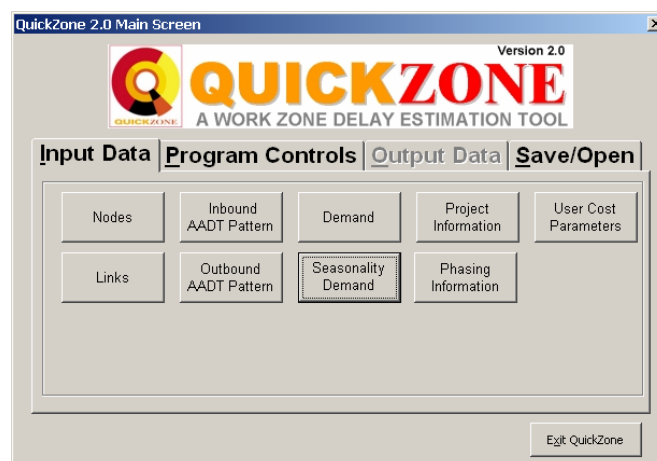 QuickZone 2.0 Main Screen
Version 2.0
QUICKZONE
QUICKZONE
A WORK ZONE DELAY ESTIMATION TOOL
Input Data Program Controls Output Data Save/Open
Nodes
Inbound
AADT Pattern
Demand
Project
Information
User Cost
Parameters
Links
Outbound
AADT Pattern
Seasonality
Demand
Phasing
Information
Exit QuickZone